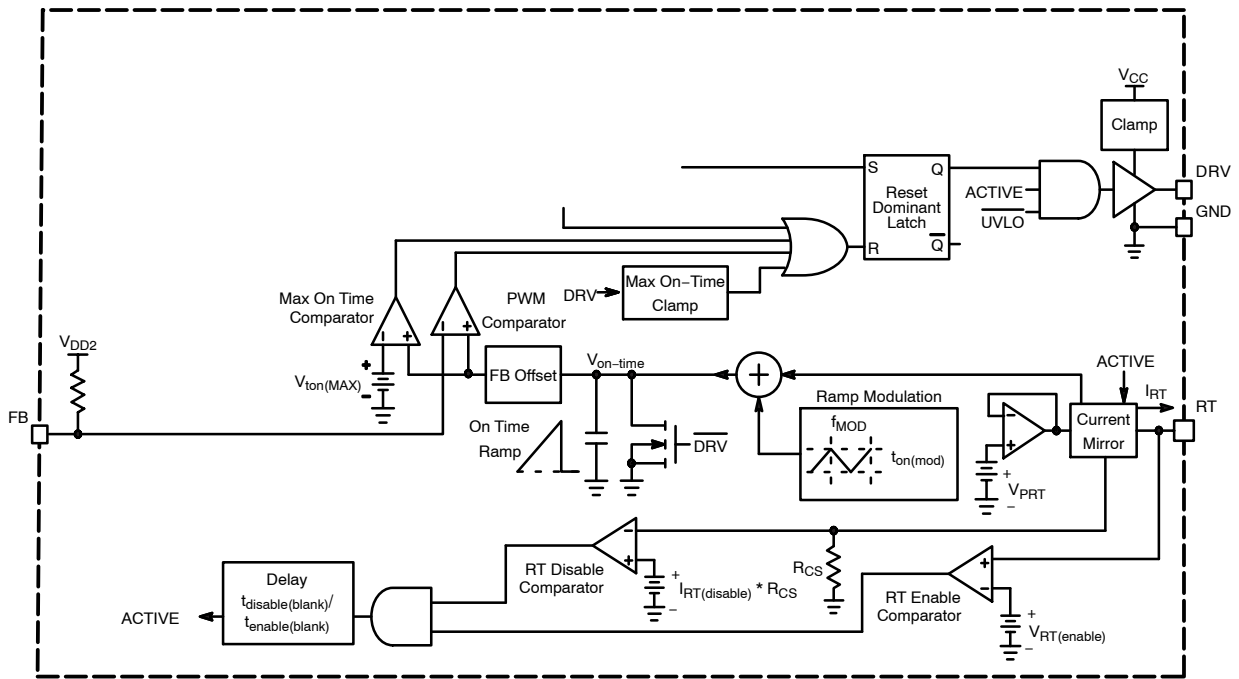 VCC
Clamp
DRV
GND
S Q
Reset
Dominant
Latch
R Q
ACTIVE
UVLO
Max On Time
Comparator
PWM
Comparator
DRV
Max On-Time
Clamp
VDD2
FB
Vton(MAX)
+
-
- +
- +
FB Offset
Von-time
On Time
Ramp
DRV
+
Ramp Modulation
fMOD
ton(mod)
-
+
+
VPRT
-
ACTIVE
IRT
RT
Current
Mirror
-
+
RT Disable
Comparator
+
IRT(disable) * RCS
-
RCS
+
-
RT Enable
Comparator
+
VRT(enable)
-
Delay
tdisable(blank)/
tenable(blank)
ACTIVE